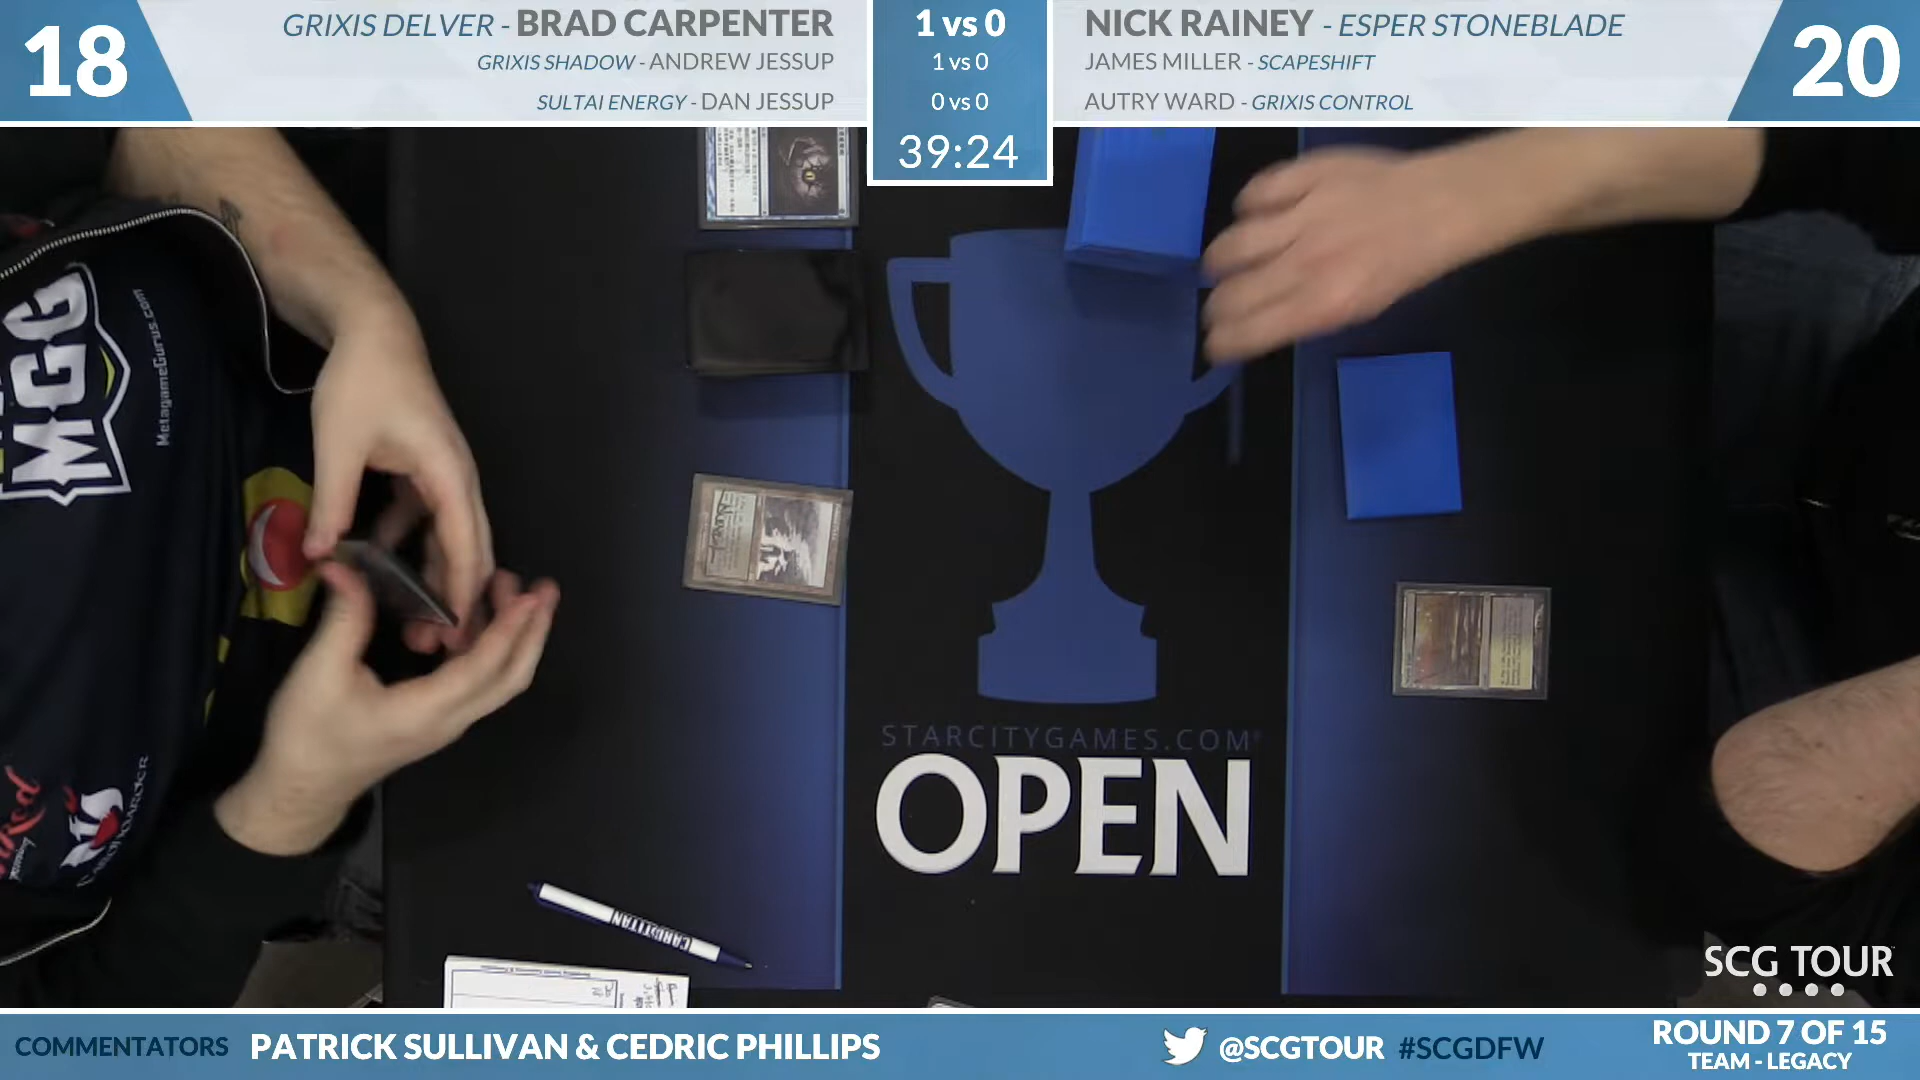 18
GRIXIS DELVER - BRAD CARPENTER
GRIXIS SHADOW - ANDREW JESSUP
SULTAI ENERGY - DAN JESSUP
1 vs 0
1 vs 0
0 vs 0
39:24
NICK RAINEY - ESPER STONEBLADE
JAMES MILLER - SCAPESHIFT
AUTRY WARD - GRIXIS CONTROL
20
MGG
MetagameGurus.com
STARCITYGAMES.COM®
OPEN
CARDTITAN
SCG TOUR
COMMENTATORS PATRICK SULLIVAN & CEDRIC PHILLIPS
@SCGTOUR #SCGDFW
ROUND 7 OF 15
TEAM - LEGACY